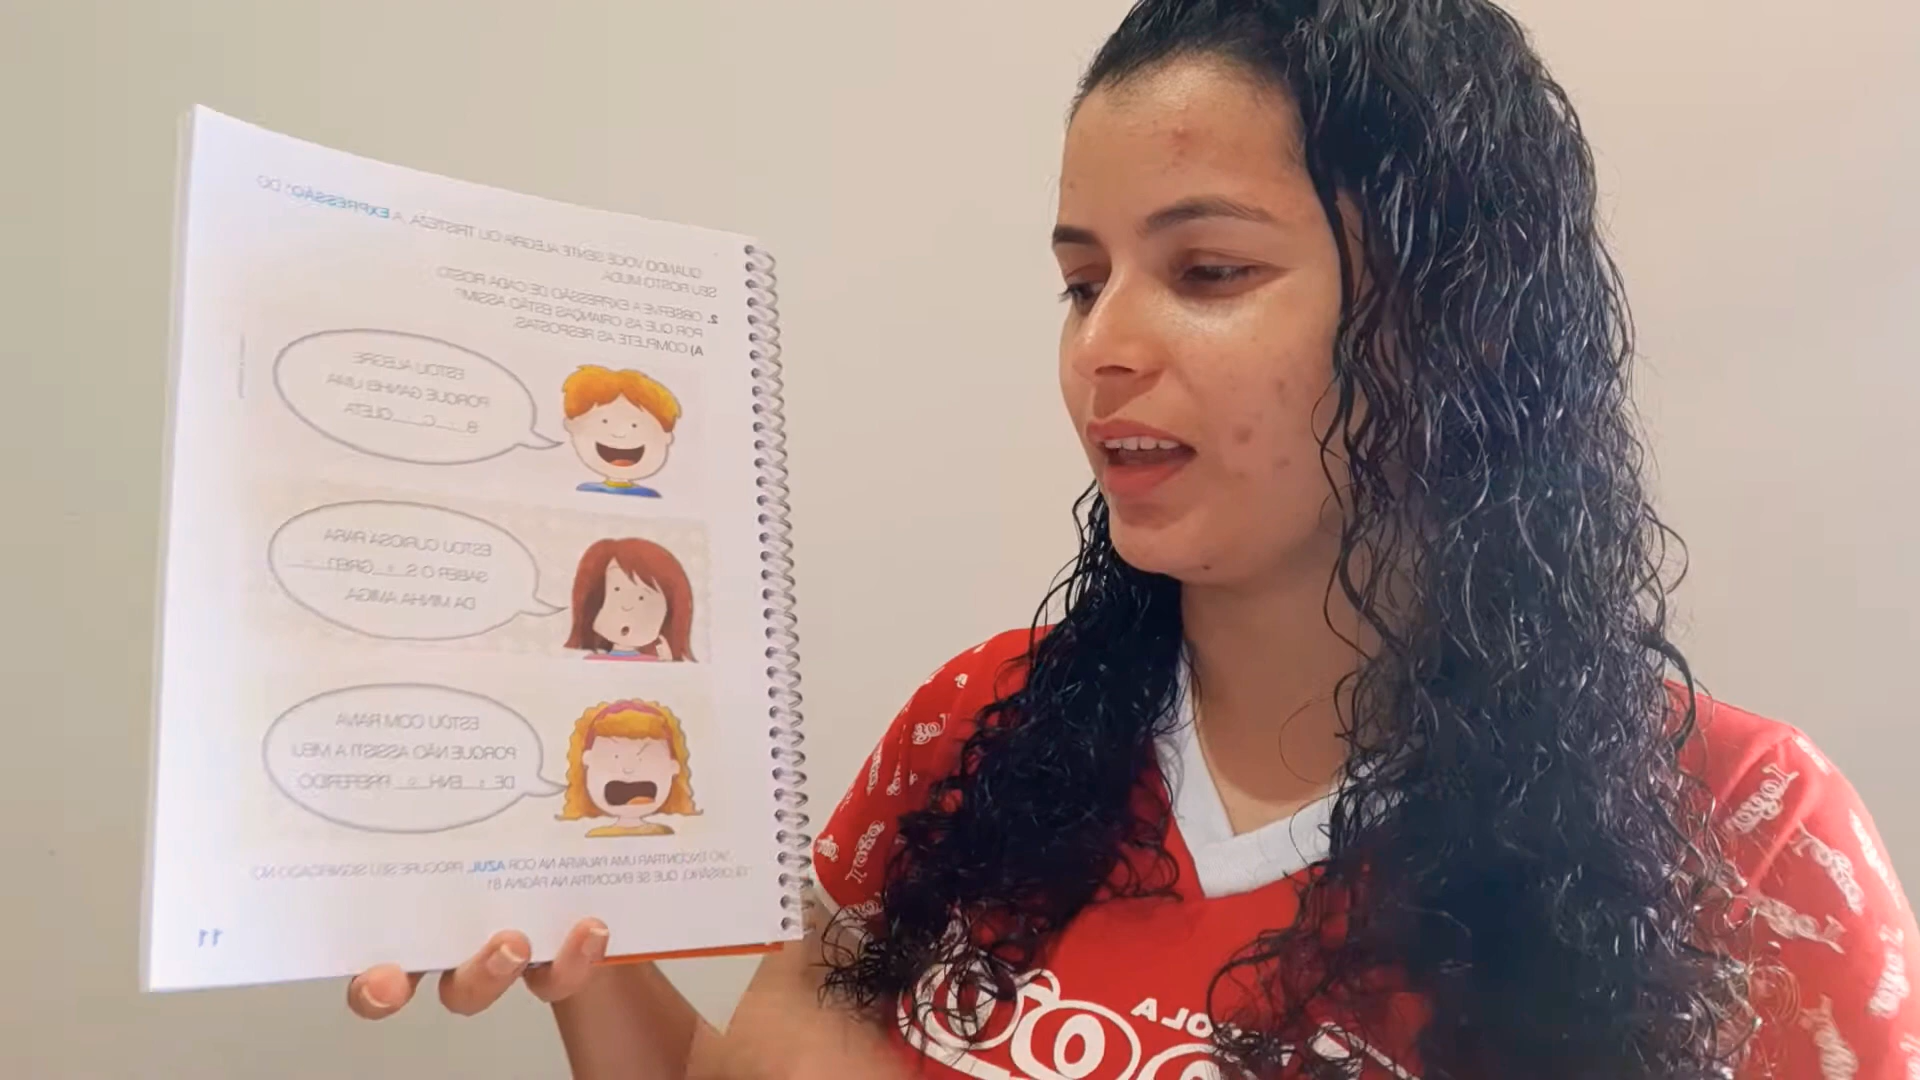 QUANDO VOCÊ SENTE ALEGRIA OU TRISTEZA, A EXPRESSÃO* DO
SEU ROSTO MUDA.
2. OBSERVE A EXPRESSÃO DE CADA ROSTO.
POR QUE AS CRIANÇAS ESTÃO ASSIM?
A) COMPLETE AS RESPOSTAS.
ESTOU ALEGRE
PORQUE GANHEI UMA
B___C___QLETA.
ESTOU CURIOSA PARA
SABER O S___GRED___
DA MINHA AMIGA.
ESTOU COM RAIVA
PORQUE NÃO ASSISTI A MEU
DE___ENH___ PREFERIDO.
*AO ENCONTRAR UMA PALAVRA NA COR AZUL, PROCURE SEU SIGNIFICADO NO
GLOSSÁRIO, QUE SE ENCONTRA NA PÁGINA 81.
11